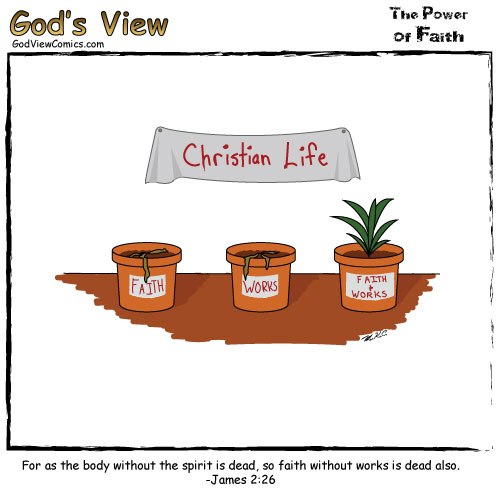 God's View
GodViewComics.com
The Power
Of Faith
Christian Life
FAITH
WORKS
FAITH
+
WORKS
For as the body without the spirit is dead, so faith without works is dead also.
-James 2:26